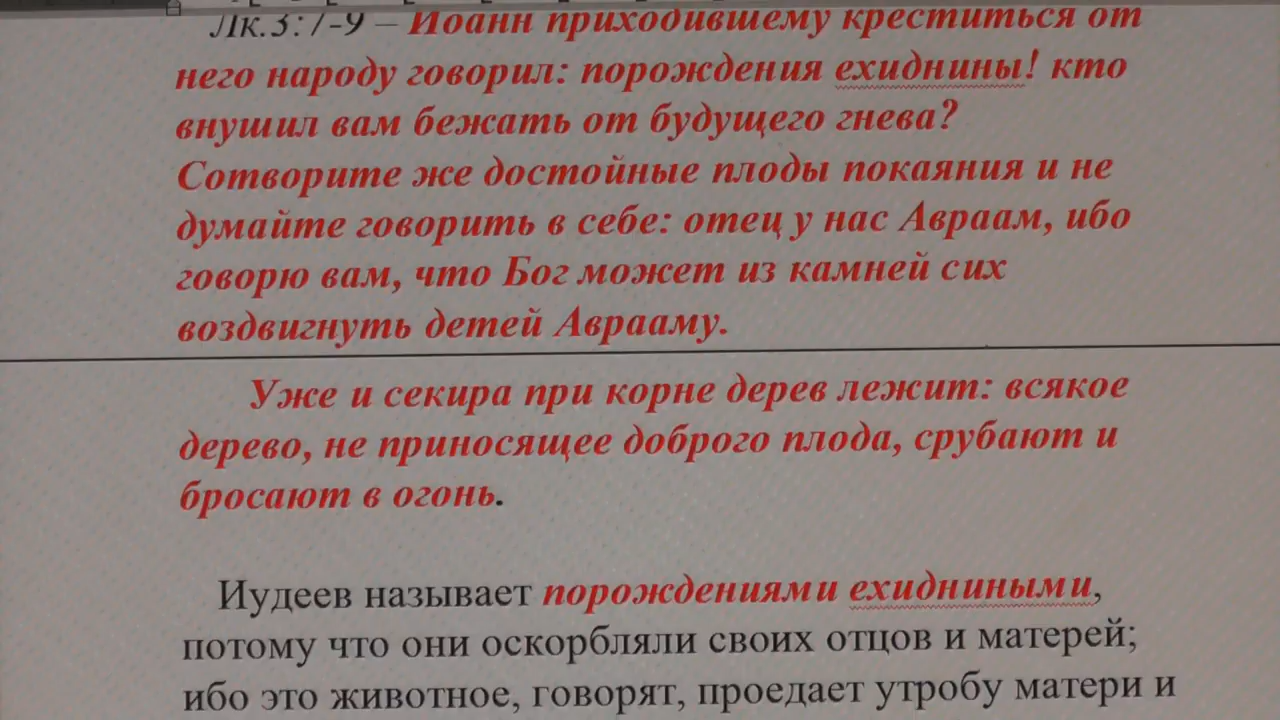 Лк.3:7-9 – Иоанн приходившему креститься от
него народу говорил: порождения ехиднины! кто
внушил вам бежать от будущего гнева?
Сотворите же достойные плоды покаяния и не
думайте говорить в себе: отец у нас Авраам, ибо
говорю вам, что Бог может из камней сих
воздвигнуть детей Аврааму.
Уже и секира при корне дерев лежит: всякое
дерево, не приносящее доброго плода, срубают и
бросают в огонь.
Иудеев называет порождениями ехидниными,
потому что они оскорбляли своих отцов и матерей;
ибо это животное, говорят, проедает утробу матери и